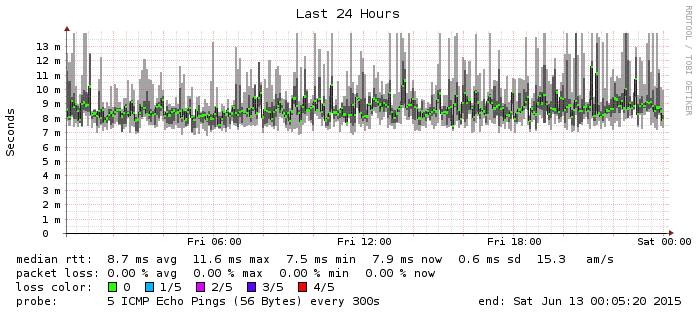 Last 24 Hours
RRDTOOL / TOBI OETIKER
Seconds
13 m
12 m
11 m
10 m
9 m
8 m
7 m
6 m
5 m
4 m
3 m
2 m
1 m
0
Fri 06:00 Fri 12:00 Fri 18:00 Sat 00:00
median rtt: 8.7 ms avg 11.6 ms max 7.5 ms min 7.9 ms now 0.6 ms sd 15.3 am/s
packet loss: 0.00 % avg 0.00 % max 0.00 % min 0.00 % now
loss color: 0 1/5 2/5 3/5 4/5
probe: 5 ICMP Echo Pings (56 Bytes) every 300s end: Sat Jun 13 00:05:20 2015